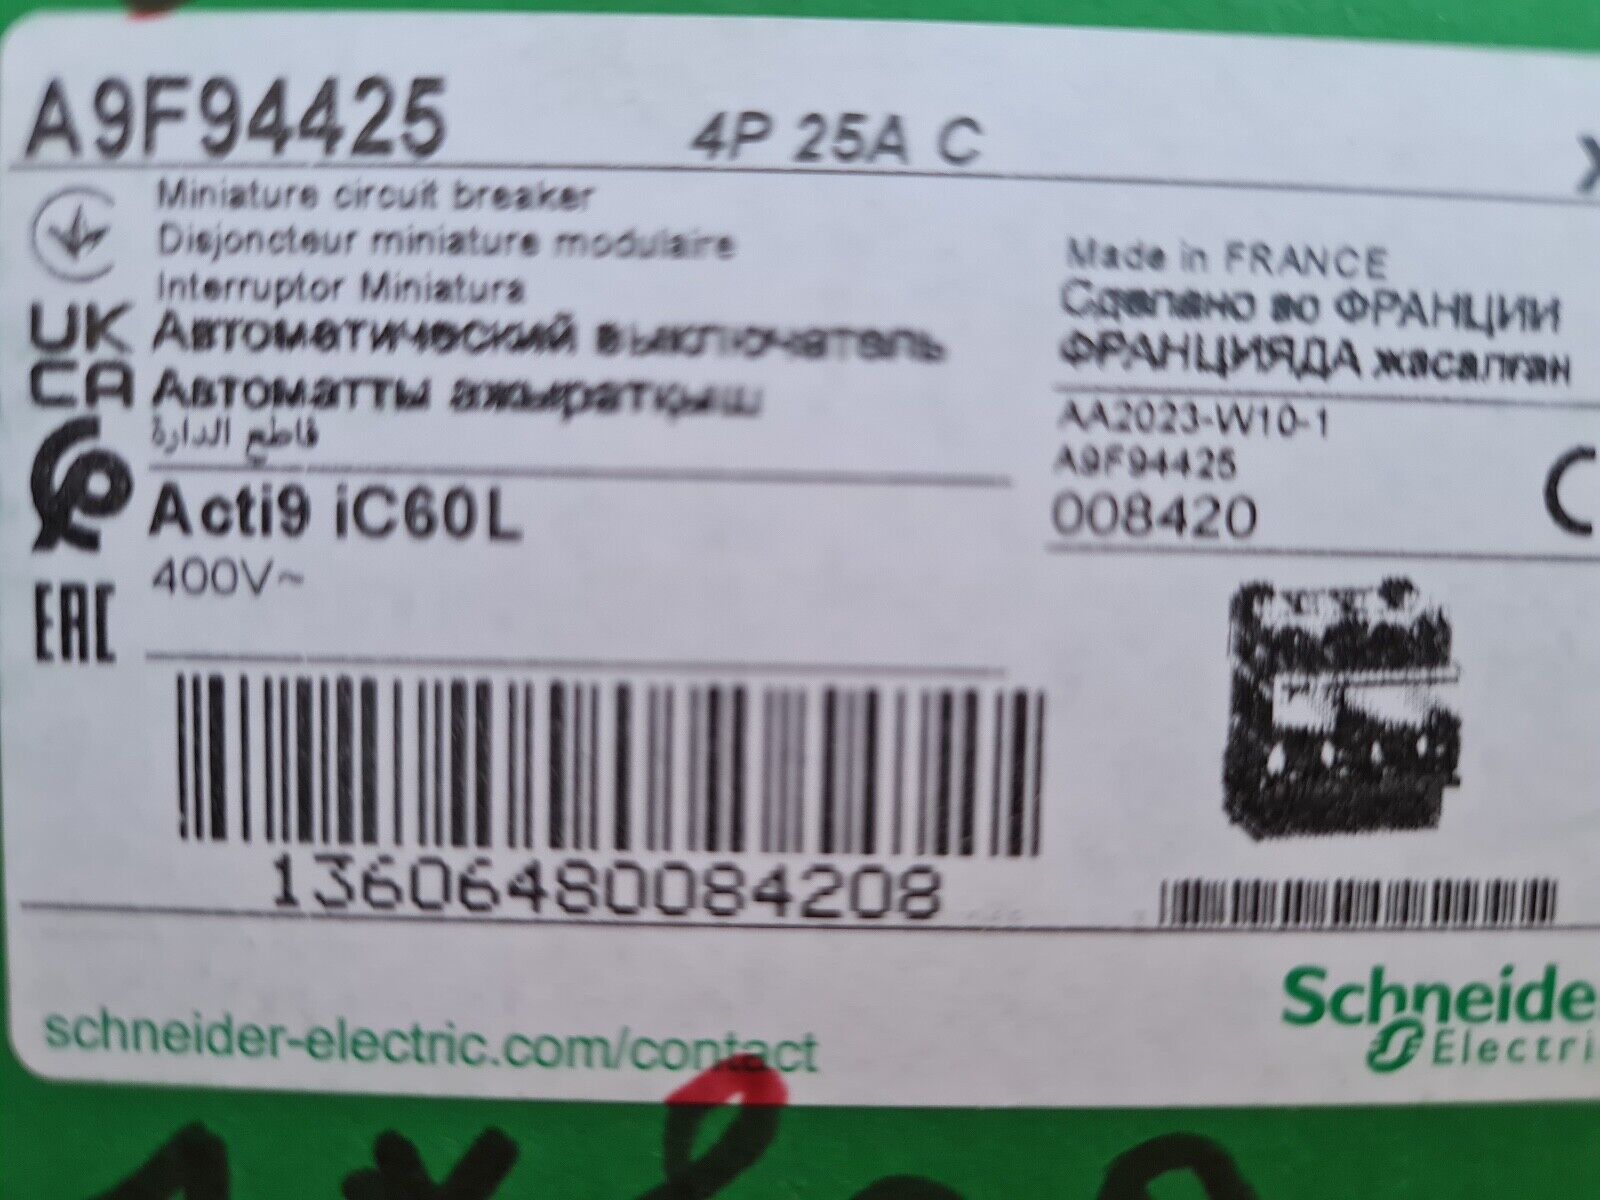 A9F94425
4P 25A C
Miniature circuit breaker
Disjoncteur miniature modulaire
Interruptor Miniatura
Автоматический выключатель
Автоматты ажыратқыш
قاطع الدارة
UK
CA
EAC
Acti9 iC60L
400V~
Made in FRANCE
Сделано во ФРАНЦИИ
ФРАНЦИЯДА жасалған
AA2023-W10-1
A9F94425
008420
13606480084208
schneider-electric.com/contact
Schneide
Electri